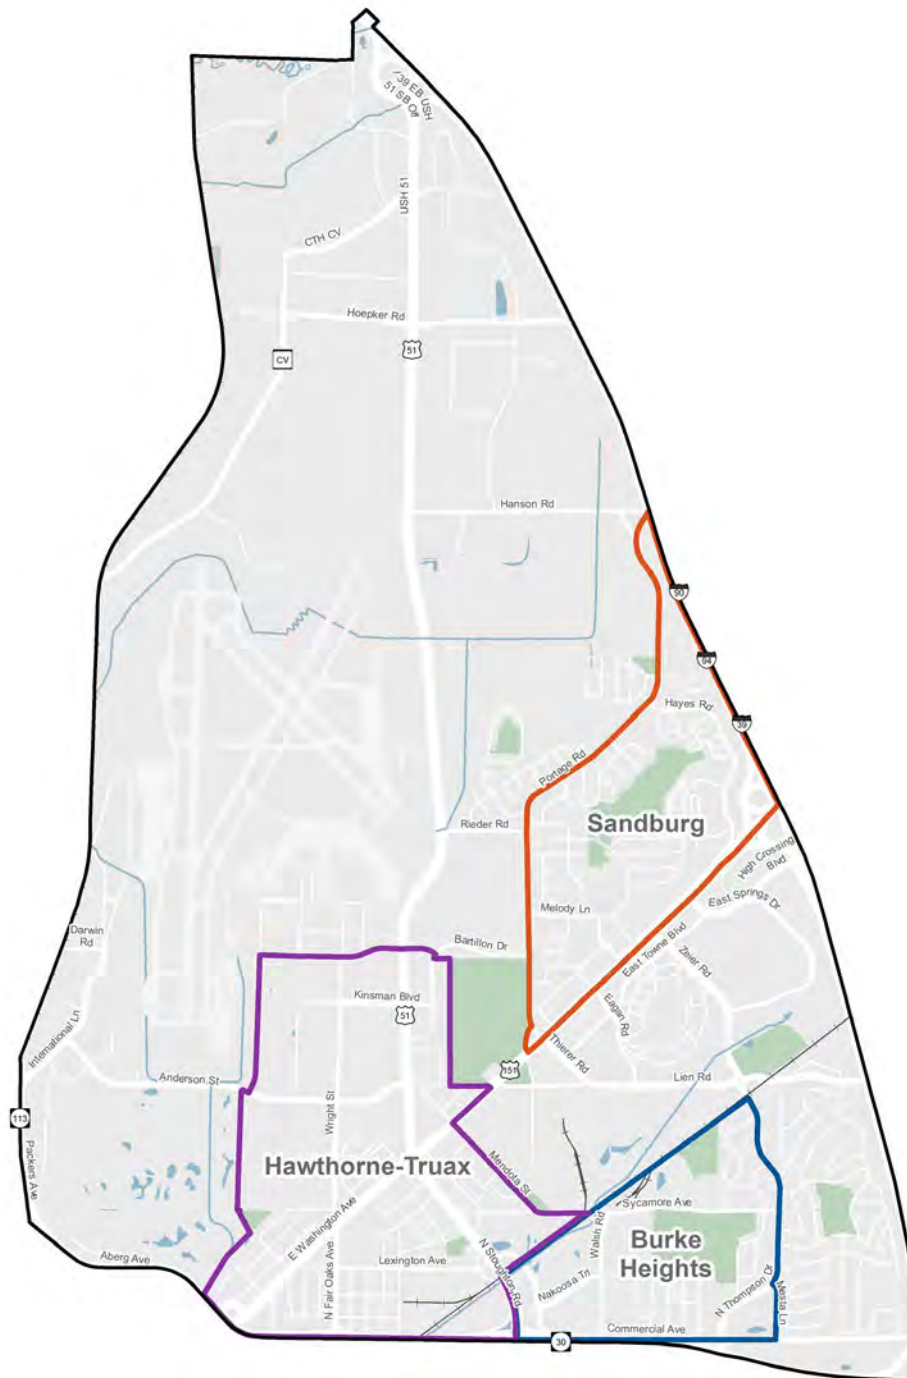 39 EB USH
51 SB Off
USH 51
CTH CV
Hoepker Rd
51
CV
Hanson Rd
90
94
Hayes Rd
39
Portage Rd
Sandburg
Rieder Rd
High Crossing
Blvd
East Springs Dr
Melody Ln
East Towne Blvd
Darwin
Rd
Bartillon Dr
Zeier Rd
Kinsman Blvd
Eagan Rd
51
International Ln
Thierer Rd
151
Anderson St
Lien Rd
Wright St
113
Packers Ave
Hawthorne-Truax
Mendota St
Sycamore Ave
E Washington Ave
Walsh Rd
Burke
Heights
Aberg Ave
Lexington Ave
N Stoughton Rd
N Fair Oaks Ave
Nakoosa Trl
N Thompson Dr
Mesta Ln
Commercial Ave
30